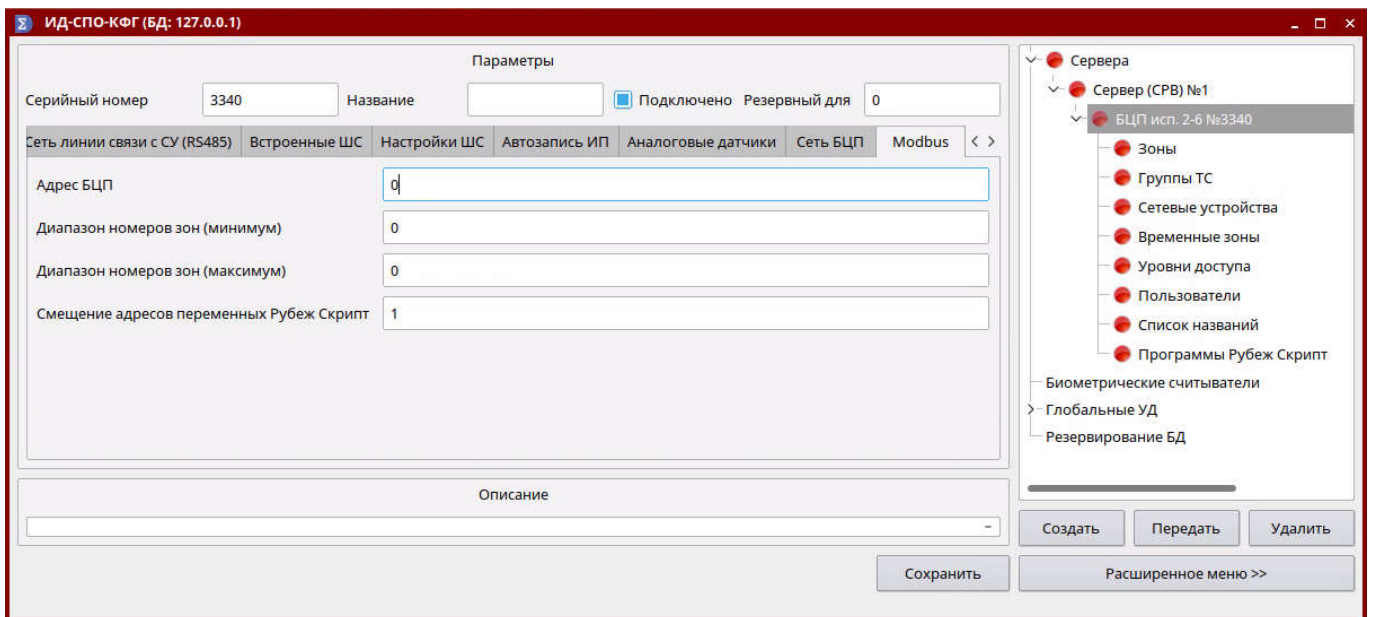 ИД-СПО-КФГ (БД: 127.0.0.1)
Параметры
Серийный номер 3340 Название Подключено Резервный для 0
Сеть линии связи с СУ (RS485) Встроенные ШС Настройки ШС Автозапись ИП Аналоговые датчики Сеть БЦП Modbus
Адрес БЦП 0
Диапазон номеров зон (минимум) 0
Диапазон номеров зон (максимум) 0
Смещение адресов переменных Рубеж Скрипт 1
Описание
Сохранить
Сервера
Сервер (СРВ) №1
БЦП исп. 2-6 №3340
Зоны
Группы ТС
Сетевые устройства
Временные зоны
Уровни доступа
Пользователи
Список названий
Программы Рубеж Скрипт
Биометрические считыватели
Глобальные УД
Резервирование БД
Создать Передать Удалить
Расширенное меню >>